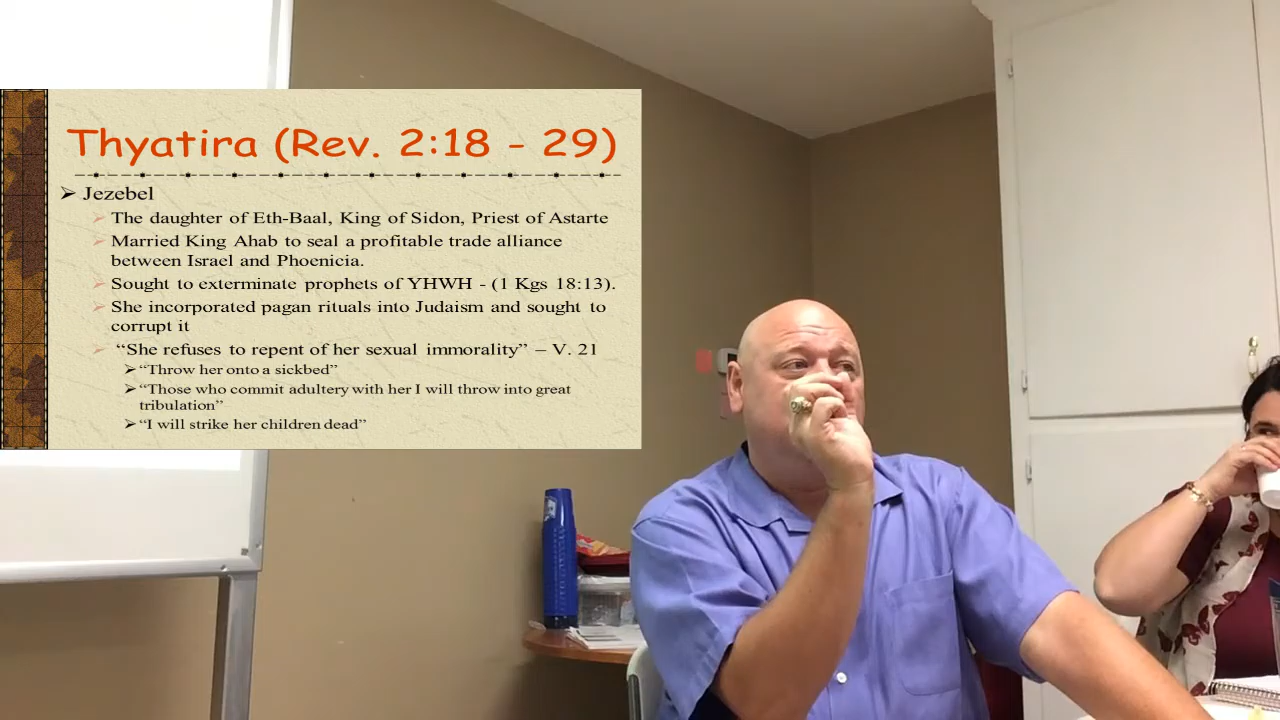 Thyatira (Rev. 2:18 - 29)
Jezebel
The daughter of Eth-Baal, King of Sidon, Priest of Astarte
Married King Ahab to seal a profitable trade alliance
between Israel and Phoenicia.
Sought to exterminate prophets of YHWH - (1 Kgs 18:13).
She incorporated pagan rituals into Judaism and sought to
corrupt it
“She refuses to repent of her sexual immorality” – V. 21
“Throw her onto a sickbed”
“Those who commit adultery with her I will throw into great
tribulation”
“I will strike her children dead”